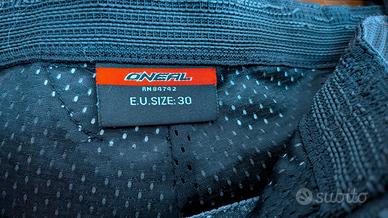 ONEAL
RN84742
E.U.SIZE: 30
subito